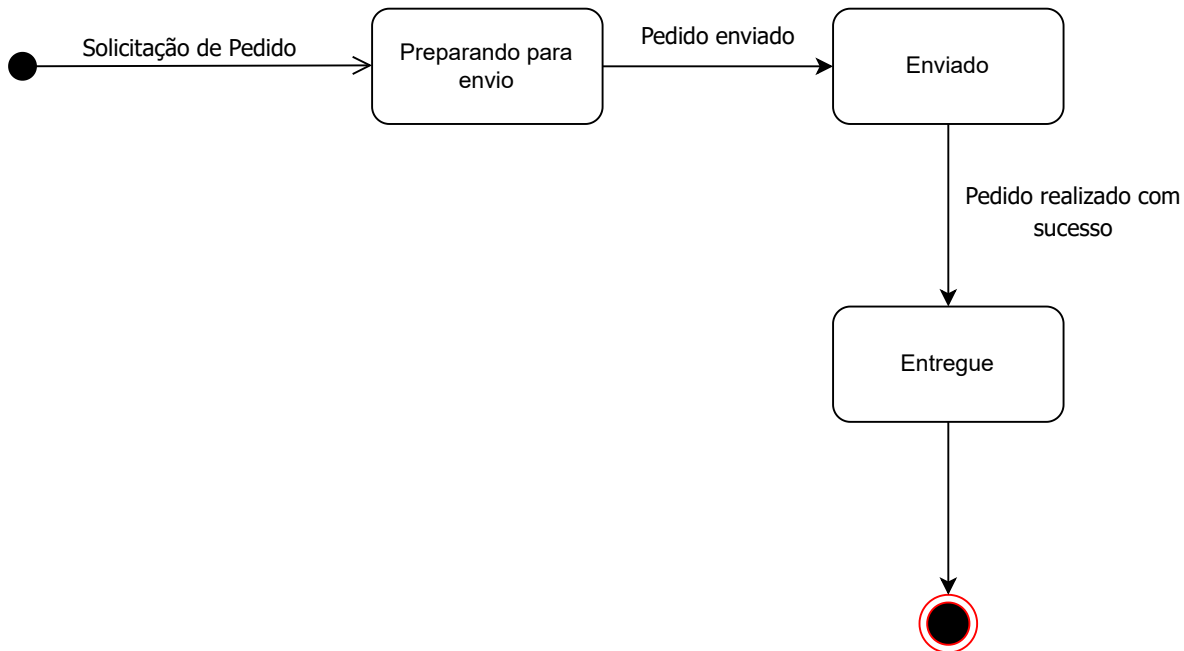 Solicitação de Pedido
Preparando para
envio
Pedido enviado
Enviado
Pedido realizado com
sucesso
Entregue